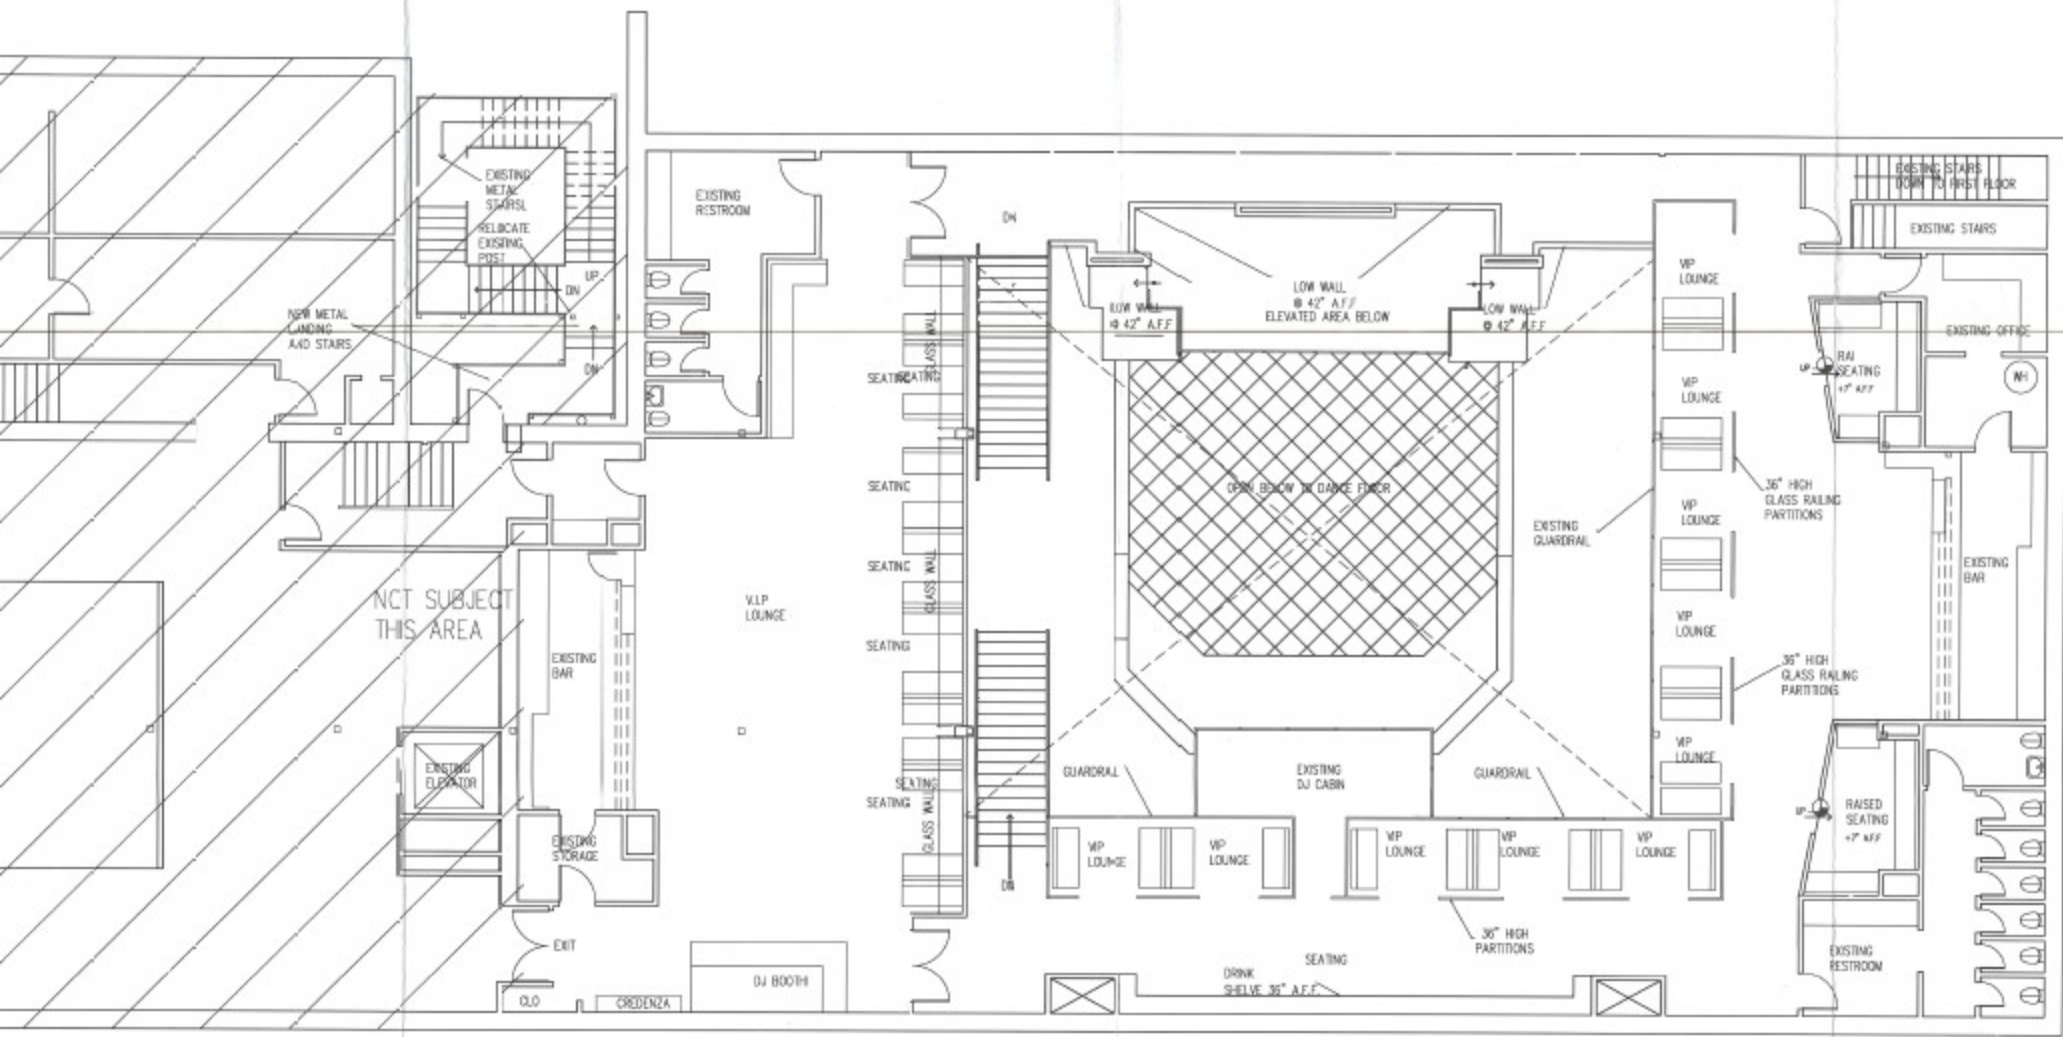 EXISTING
METAL
RELOCATE
EXISTING
POST
UP
DN
NEW METAL
LANDING
AND STAIRS
DN
EXISTING
RESTROOM
DN
LOW WALL
@ 42" A.F.F
ELEVATED AREA BELOW
LOW WALL
@ 42" A.F.F
LOW WALL
@ 42" A.F.F
EXISTING STAIRS
DOWN TO FIRST FLOOR
EXISTING STAIRS
EXISTING OFFICE
WH
RAI
SEATING
+7" A.F.F
UP
VIP
LOUNGE
VIP
LOUNGE
VIP
LOUNGE
VIP
LOUNGE
VIP
LOUNGE
36" HIGH
GLASS RAILING
PARTITIONS
36" HIGH
GLASS RAILING
PARTITIONS
EXISTING
GUARDRAIL
EXISTING
BAR
OPEN BELOW TO DANCE FLOOR
GLASS WALL
SEATING
SEATING
SEATING
SEATING
GLASS WALL
SEATING
SEATING
SEATING
GLASS WALL
V.I.P
LOUNGE
NOT SUBJECT
THIS AREA
EXISTING
BAR
EXISTING
ELEVATOR
EXISTING
STORAGE
EXIT
CLO
CREDENZA
DJ BOOTH
DN
GUARDRAIL
EXISTING
DJ CABIN
GUARDRAIL
VIP
LOUNGE
VIP
LOUNGE
VIP
LOUNGE
VIP
LOUNGE
VIP
LOUNGE
36" HIGH
PARTITIONS
SEATING
DRINK
SHELVE 36" A.F.F.
UP
RAISED
SEATING
+7" A.F.F
EXISTING
RESTROOM